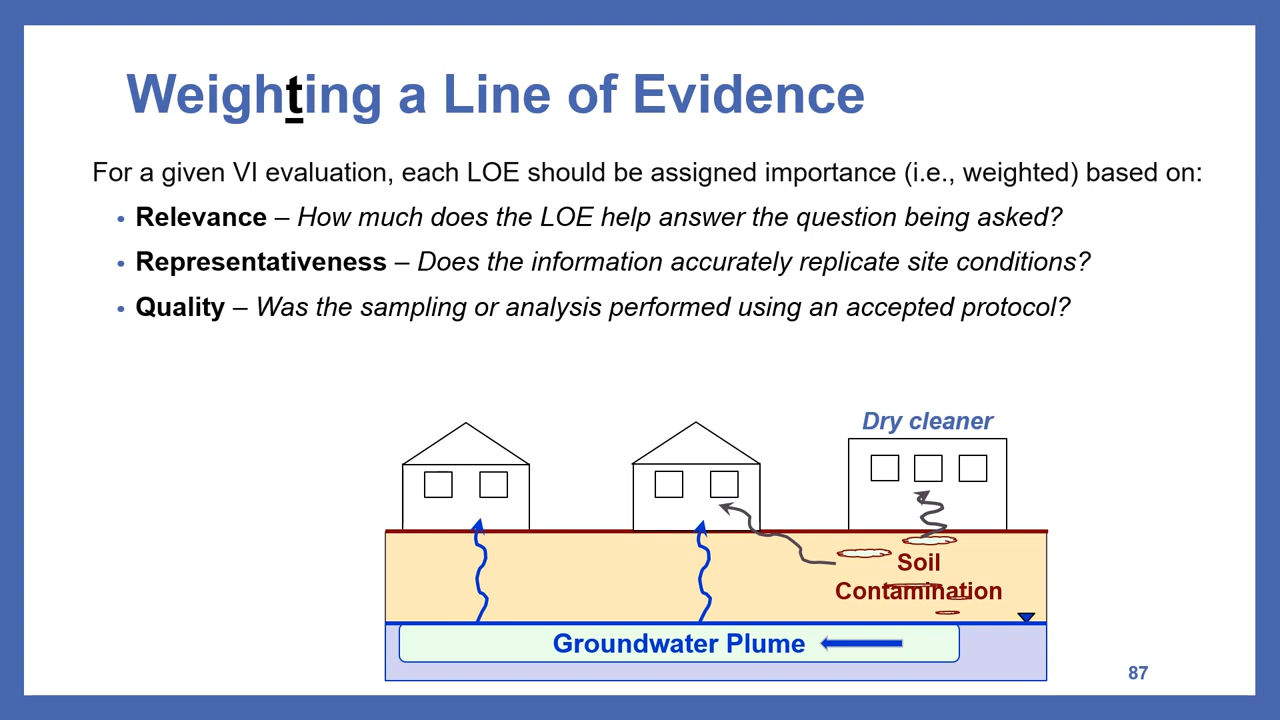 Weighting a Line of Evidence
For a given VI evaluation, each LOE should be assigned importance (i.e., weighted) based on:
• Relevance – How much does the LOE help answer the question being asked?
• Representativeness – Does the information accurately replicate site conditions?
• Quality – Was the sampling or analysis performed using an accepted protocol?
Dry cleaner
Soil
Contamination
Groundwater Plume
87